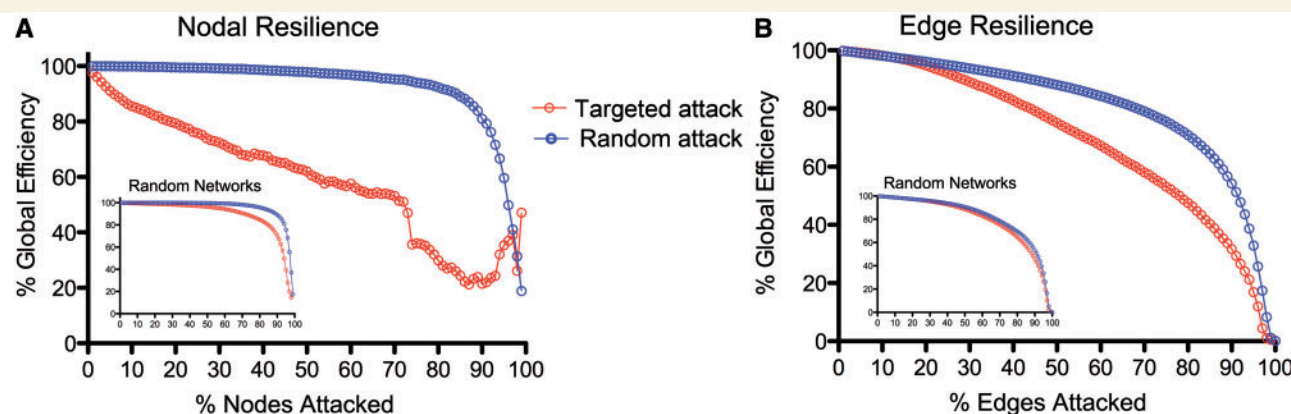 A Nodal Resilience
% Global Efficiency
100
80
60
40
20
0
0 10 20 30 40 50 60 70 80 90 100
% Nodes Attacked
Random Networks
100
80
60
40
20
0
0 10 20 30 40 50 60 70 80 90 100
Targeted attack
Random attack
B Edge Resilience
% Global Efficiency
100
80
60
40
20
0
0 10 20 30 40 50 60 70 80 90 100
% Edges Attacked
Random Networks
100
80
60
40
20
0
0 10 20 30 40 50 60 70 80 90 100